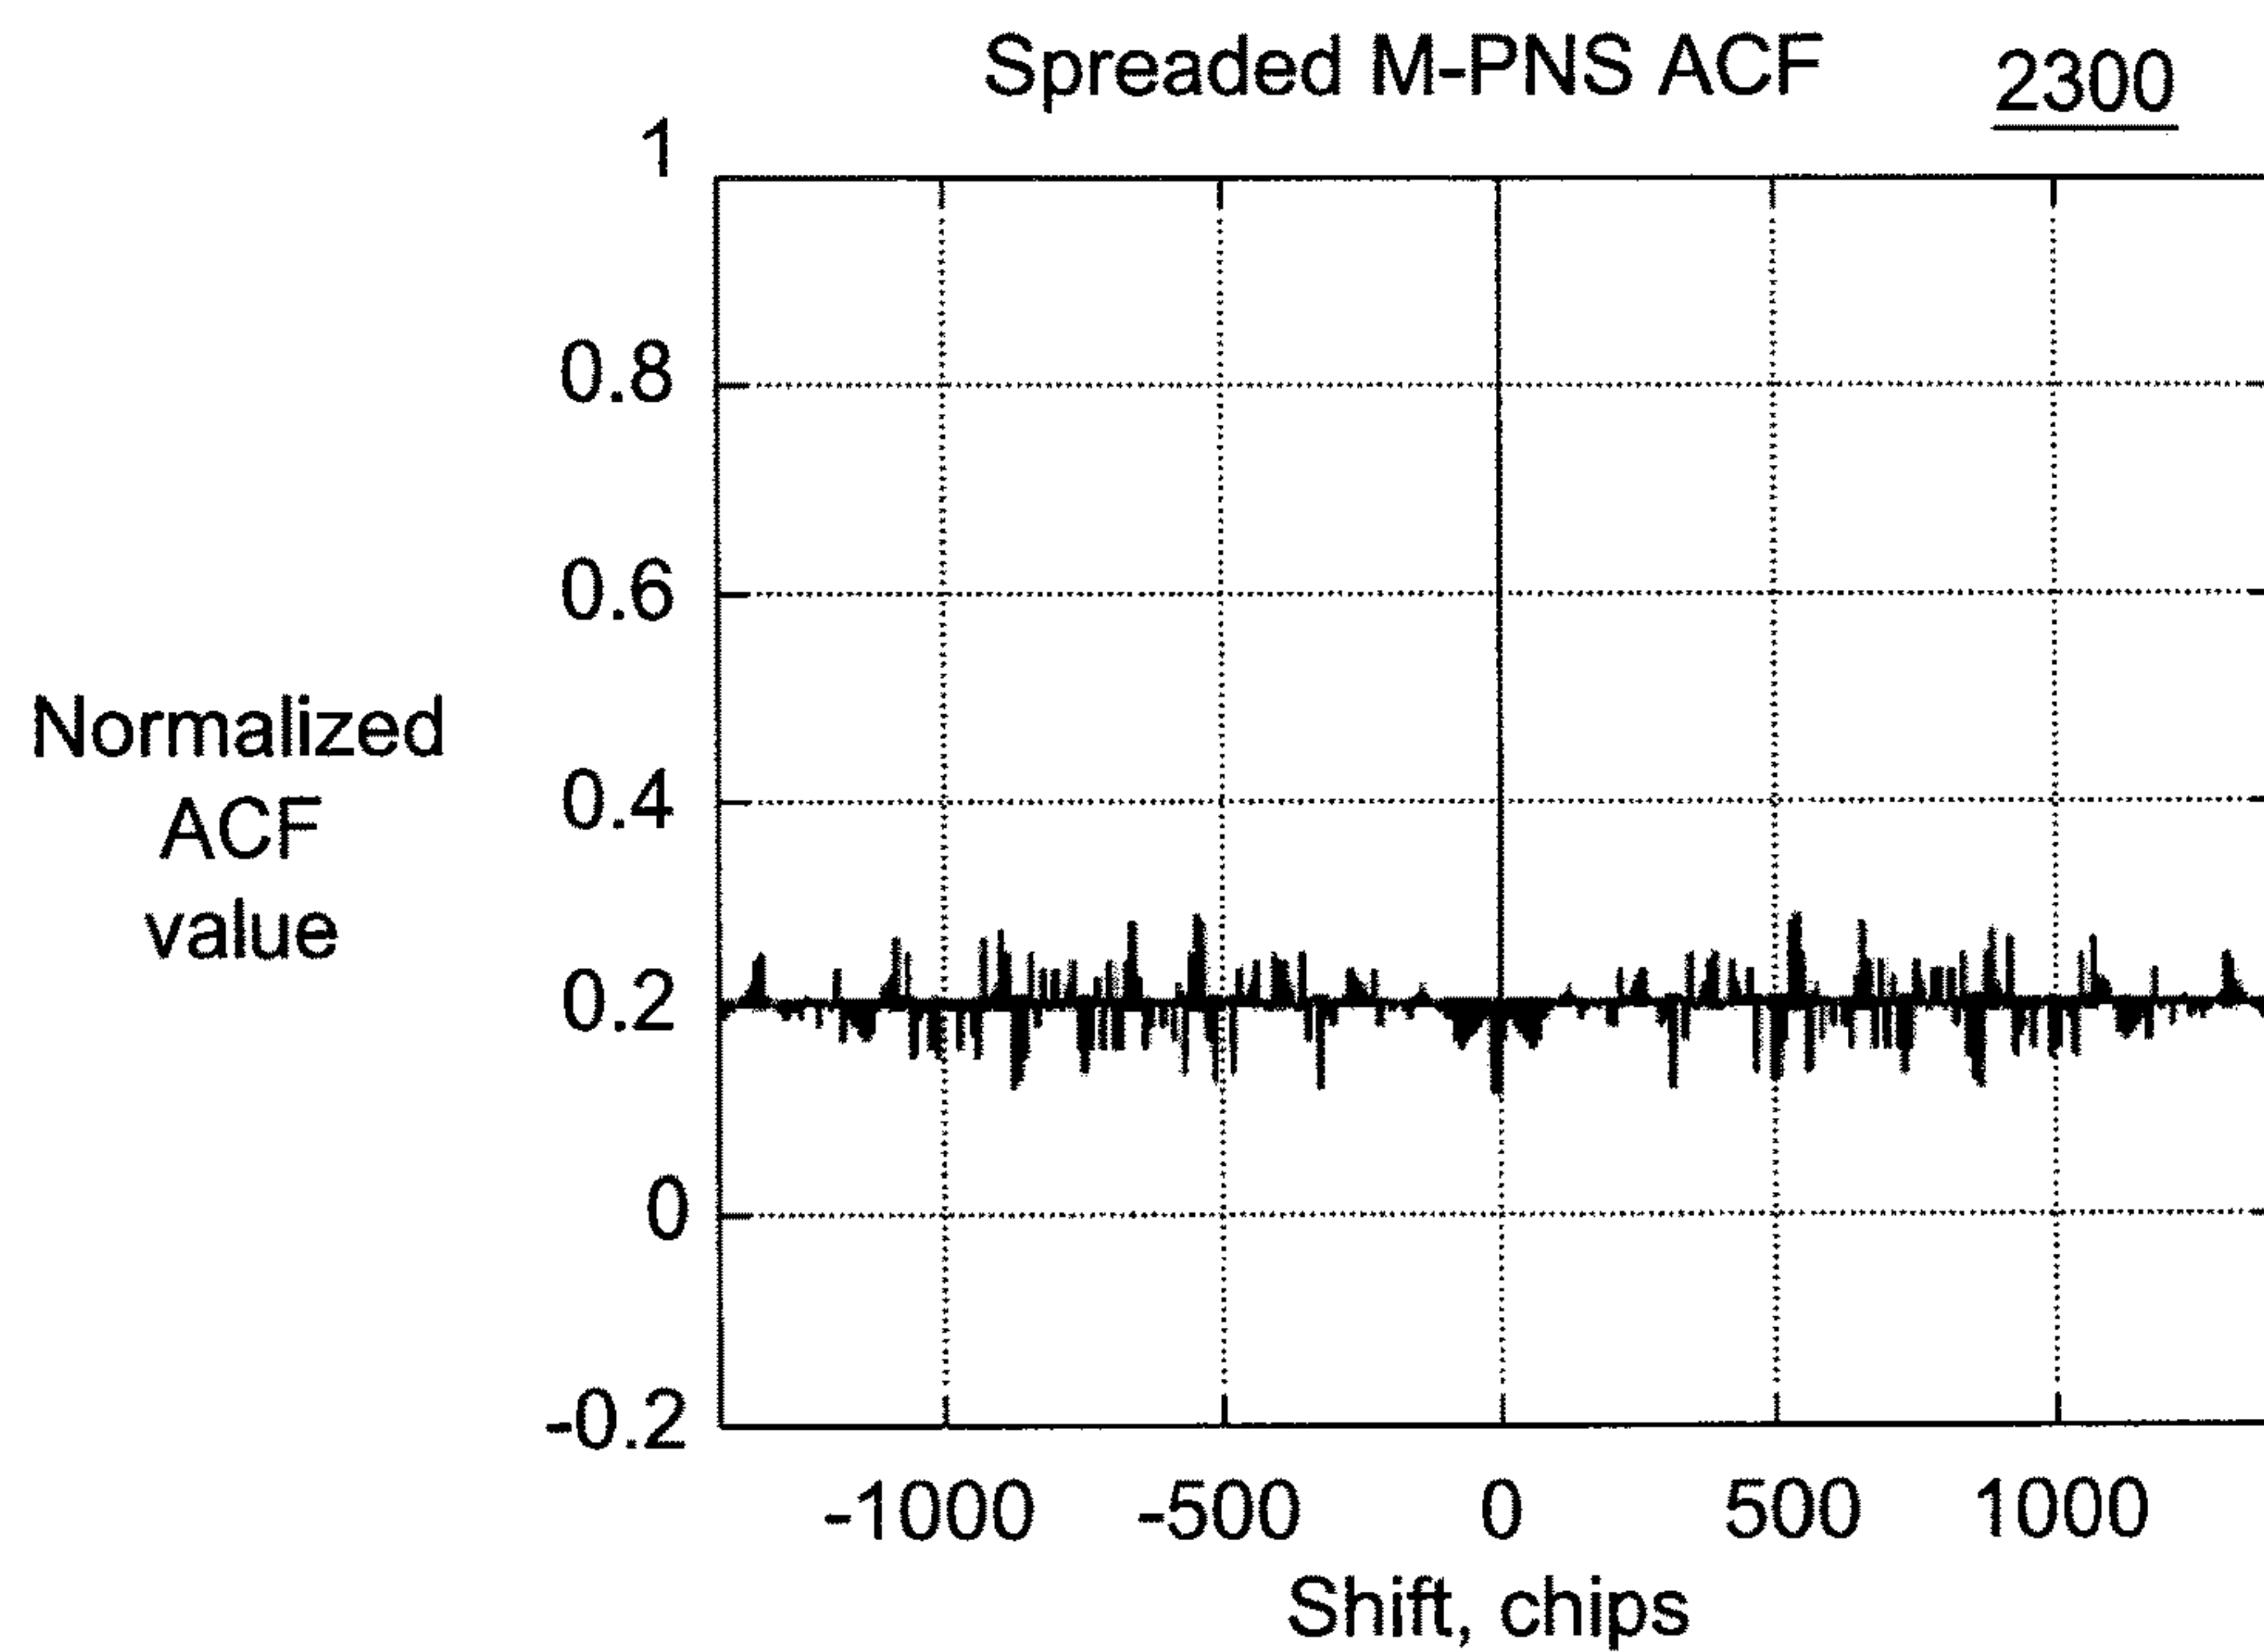 Spreaded M-PNS ACF
2300
1
0.8
0.6
Normalized
ACF
value
0.4
0.2
0
-0.2
-1000 -500 0 500 1000
Shift, chips